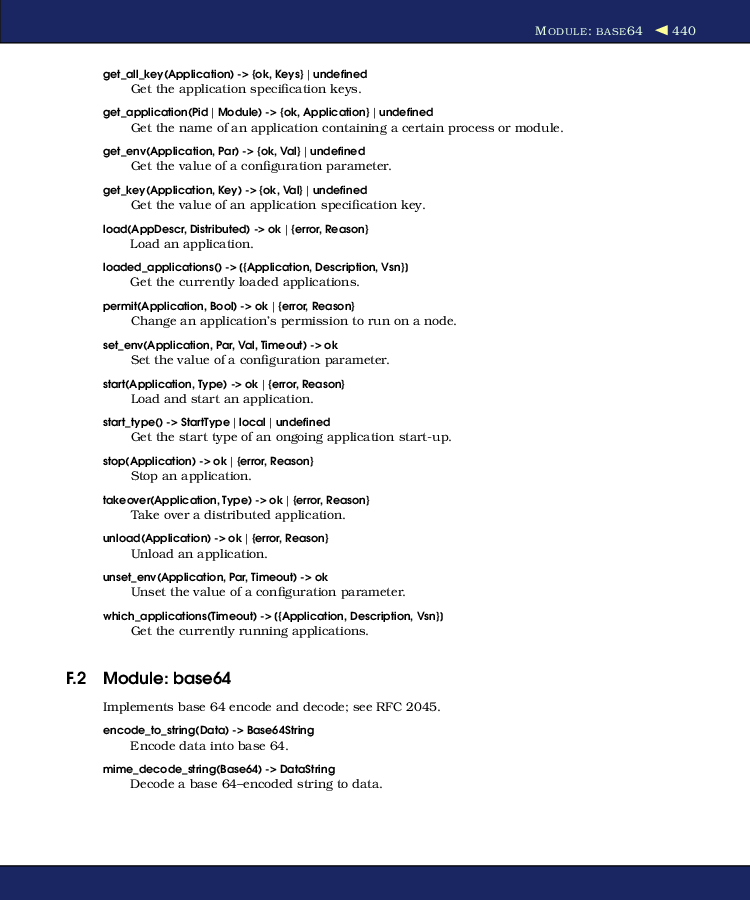 MODULE: BASE64 ◀ 440
get_all_key(Application) -> {ok, Keys} | undefined
Get the application specification keys.
get_application(Pid | Module) -> {ok, Application} | undefined
Get the name of an application containing a certain process or module.
get_env(Application, Par) -> {ok, Val} | undefined
Get the value of a configuration parameter.
get_key(Application, Key) -> {ok, Val} | undefined
Get the value of an application specification key.
load(AppDescr, Distributed) -> ok | {error, Reason}
Load an application.
loaded_applications() -> [{Application, Description, Vsn}]
Get the currently loaded applications.
permit(Application, Bool) -> ok | {error, Reason}
Change an application's permission to run on a node.
set_env(Application, Par, Val, Timeout) -> ok
Set the value of a configuration parameter.
start(Application, Type) -> ok | {error, Reason}
Load and start an application.
start_type() -> StartType | local | undefined
Get the start type of an ongoing application start-up.
stop(Application) -> ok | {error, Reason}
Stop an application.
takeover(Application, Type) -> ok | {error, Reason}
Take over a distributed application.
unload(Application) -> ok | {error, Reason}
Unload an application.
unset_env(Application, Par, Timeout) -> ok
Unset the value of a configuration parameter.
which_applications(Timeout) -> [{Application, Description, Vsn}]
Get the currently running applications.
F.2 Module: base64
Implements base 64 encode and decode; see RFC 2045.
encode_to_string(Data) -> Base64String
Encode data into base 64.
mime_decode_string(Base64) -> DataString
Decode a base 64–encoded string to data.